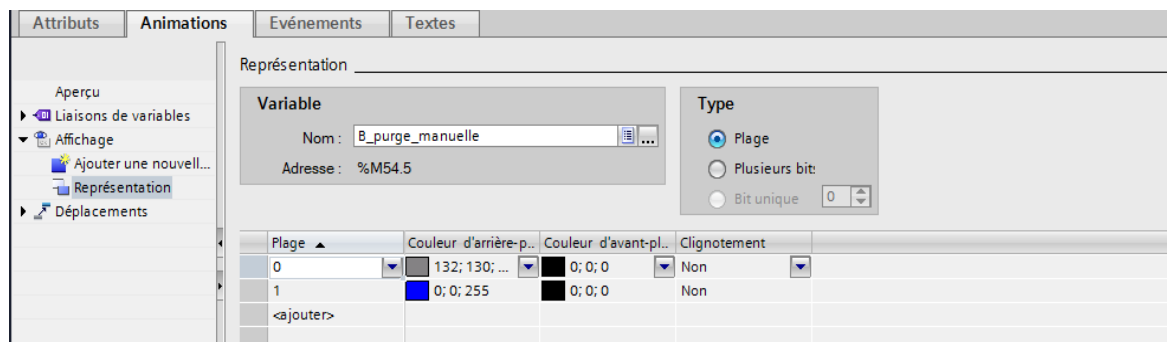 Attributs Animations Evénements Textes
Représentation
Aperçu
Liaisons de variables
Affichage
Ajouter une nouvell...
Représentation
Déplacements
Variable
Nom : B_purge_manuelle
Adresse : %M54.5
Type
Plage
Plusieurs bit:
Bit unique 0
Plage Couleur d'arrière-p.. Couleur d'avant-pl.. Clignotement
0 132; 130; ... 0; 0; 0 Non
1 0; 0; 255 0; 0; 0 Non
<ajouter>